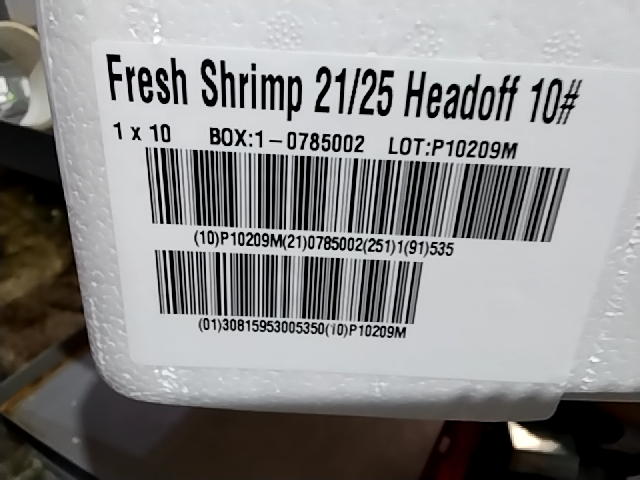 Fresh Shrimp 21/25 Headoff 10#
1 x 10 BOX:1-0785002 LOT:P10209M
(10)P10209M(21)0785002(251)1(91)535
(01)30815953005350(10)P10209M